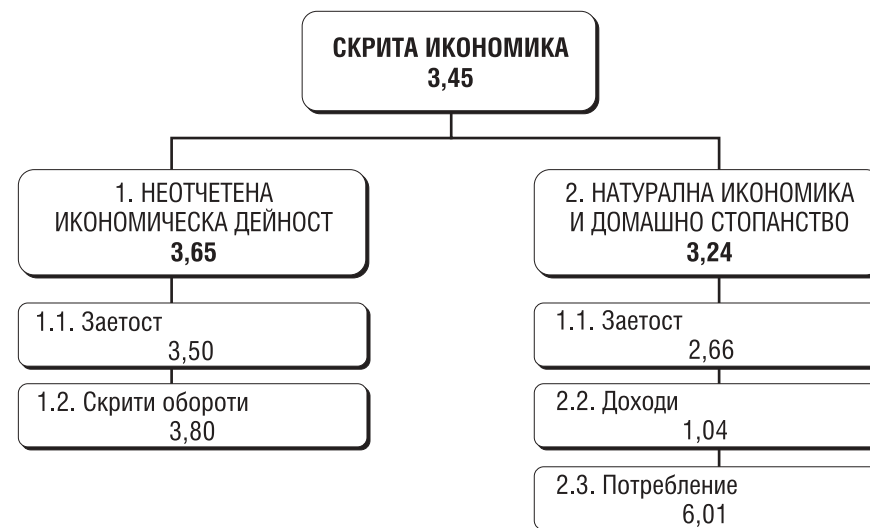 СКРИТА ИКОНОМИКА
3,45
1. НЕОТЧЕТЕНА
ИКОНОМИЧЕСКА ДЕЙНОСТ
3,65
1.1. Заетост
3,50
1.2. Скрити обороти
3,80
2. НАТУРАЛНА ИКОНОМИКА
И ДОМАШНО СТОПАНСТВО
3,24
1.1. Заетост
2,66
2.2. Доходи
1,04
2.3. Потребление
6,01